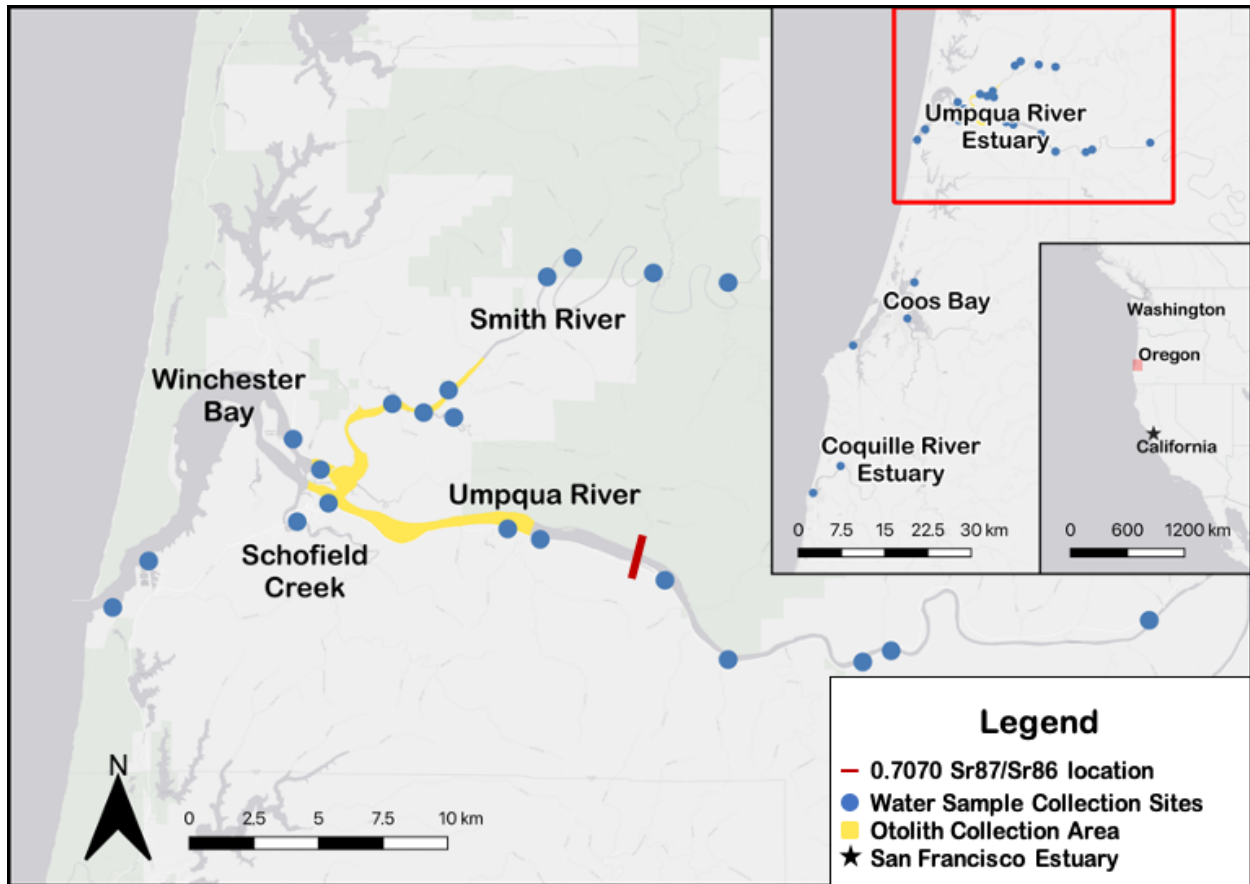 Smith River
Winchester
Bay
Umpqua River
Schofield
Creek
N
0 2.5 5 7.5 10 km
Umpqua River
Estuary
Coos Bay
Coquille River
Estuary
0 7.5 15 22.5 30 km
Washington
Oregon
California
0 600 1200 km
Legend
0.7070 Sr87/Sr86 location
Water Sample Collection Sites
Otolith Collection Area
San Francisco Estuary